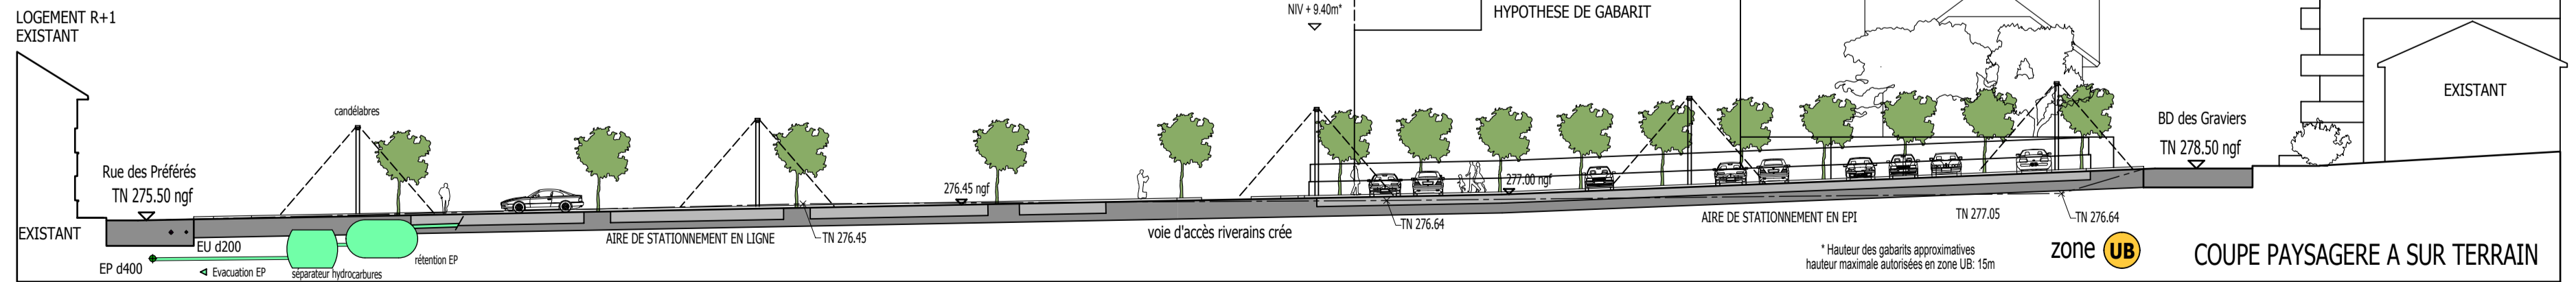 LOGEMENT R+1
EXISTANT
NIV + 9.40m*
HYPOTHESE DE GABARIT
EXISTANT
candélabres
BD des Graviers
TN 278.50 ngf
Rue des Préférés
TN 275.50 ngf
276.45 ngf
277.00 ngf
EXISTANT
EU d200
EP d400
Evacuation EP
séparateur hydrocarbures
rétention EP
AIRE DE STATIONNEMENT EN LIGNE
TN 276.45
voie d'accès riverains crée
TN 276.64
AIRE DE STATIONNEMENT EN EPI
TN 277.05
TN 276.64
* Hauteur des gabarits approximatives
hauteur maximale autorisées en zone UB: 15m
zone UB
COUPE PAYSAGERE A SUR TERRAIN